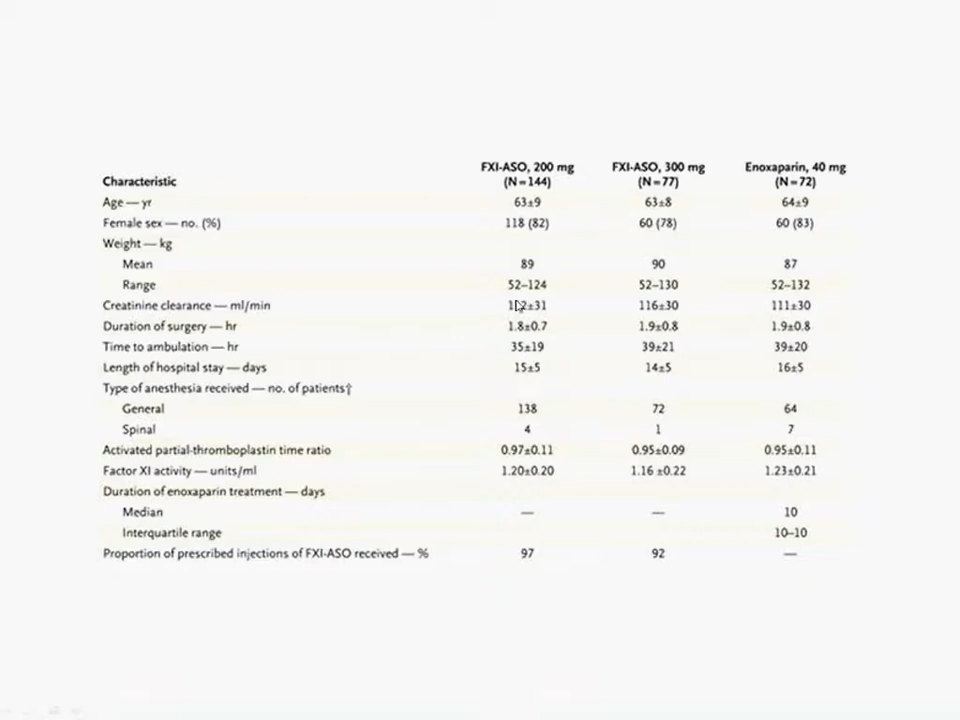 Characteristic FXI-ASO, 200 mg (N=144) FXI-ASO, 300 mg (N=77) Enoxaparin, 40 mg (N=72)
Age — yr 63±9 63±8 64±9
Female sex — no. (%) 118 (82) 60 (78) 60 (83)
Weight — kg
Mean 89 90 87
Range 52–124 52–130 52–132
Creatinine clearance — ml/min 116±30 111±30
Duration of surgery — hr 1.8±0.7 1.9±0.8 1.9±0.8
Time to ambulation — hr 35±19 39±21 39±20
Length of hospital stay — days 15±5 14±5 16±5
Type of anesthesia received — no. of patients†
General 138 72 64
Spinal 4 1 7
Activated partial-thromboplastin time ratio 0.97±0.11 0.95±0.09 0.95±0.11
Factor XI activity — units/ml 1.20±0.20 1.16 ±0.22 1.23±0.21
Duration of enoxaparin treatment — days
Median — — 10
Interquartile range 10–10
Proportion of prescribed injections of FXI-ASO received — % 97 92 —